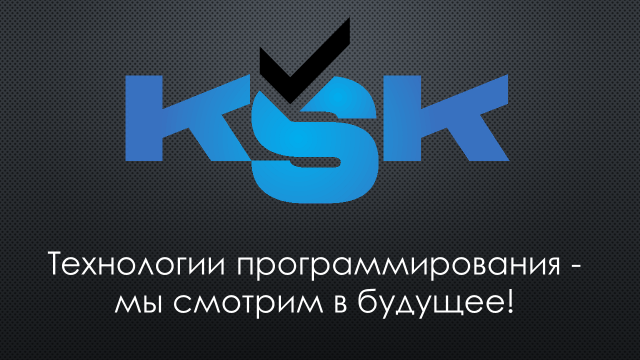 KSK
Технологии программирования -
мы смотрим в будущее!